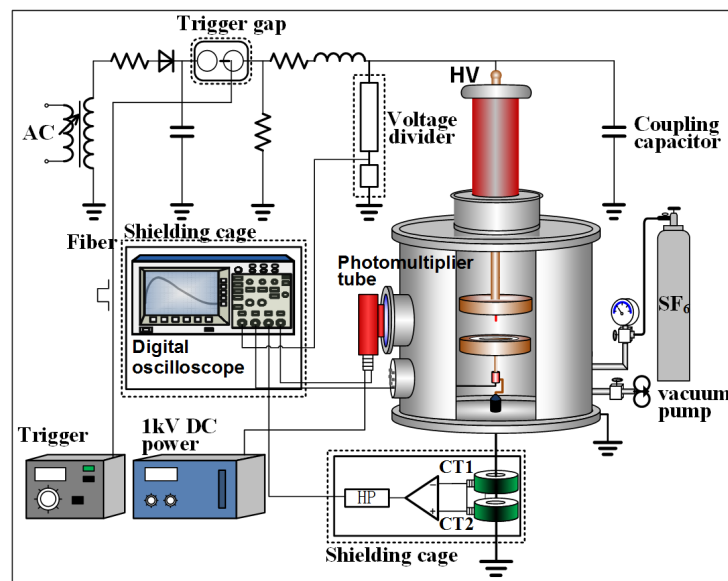 Trigger gap
HV
AC
Voltage
divider
Coupling
capacitor
Fiber
Shielding cage
Photomultiplier
tube
SF6
Digital
oscilloscope
vacuum
pump
Trigger
1kV DC
power
CT1
HP
CT2
Shielding cage